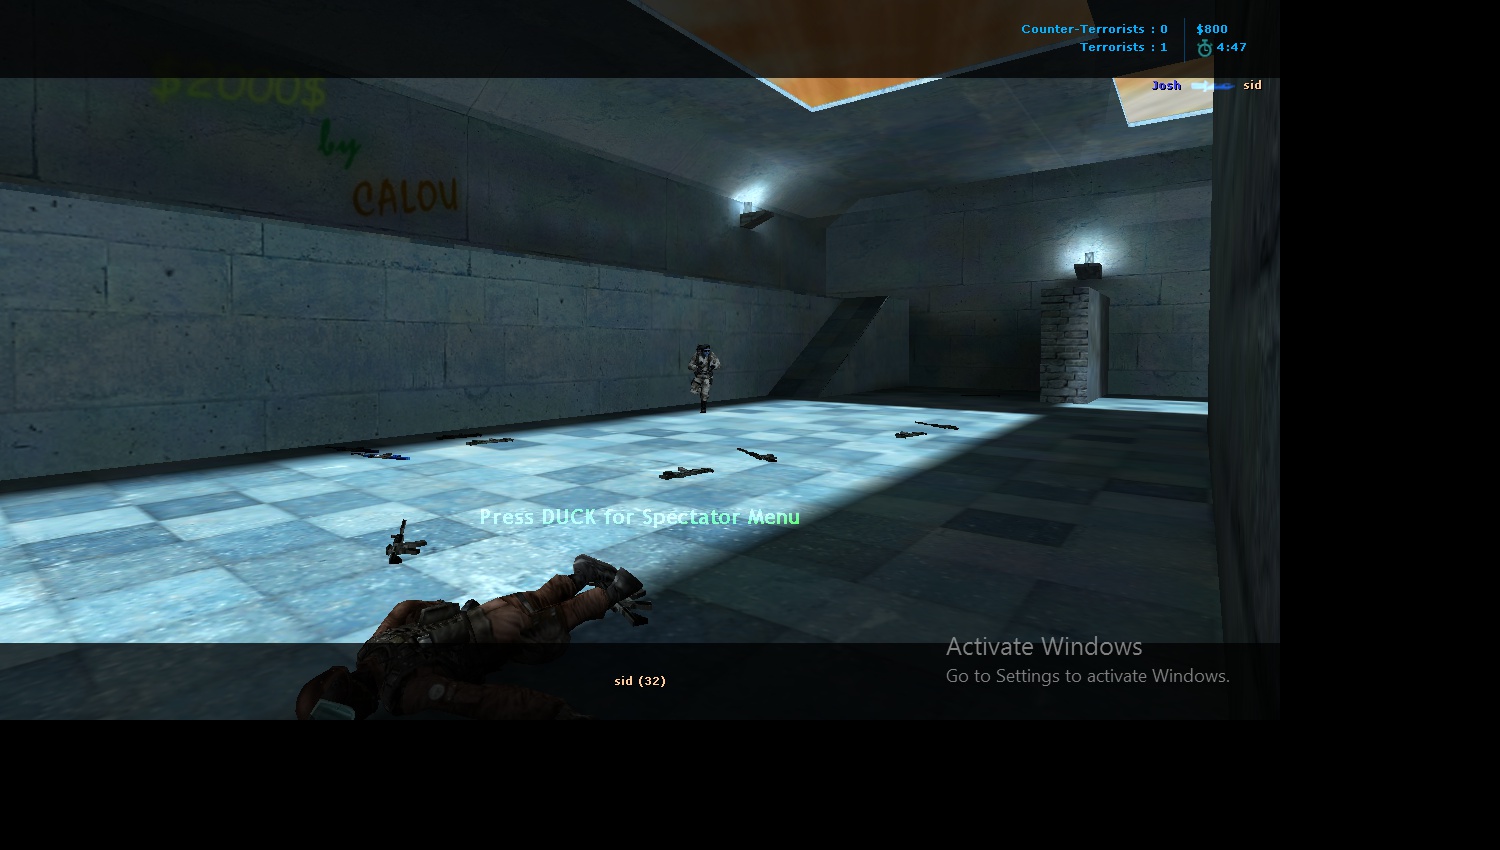 Counter-Terrorists : 0
$800
Terrorists : 1
4:47
Josh sid
$2000$
by
CALOU
Press DUCK for Spectator Menu
Activate Windows
Go to Settings to activate Windows.
sid (32)